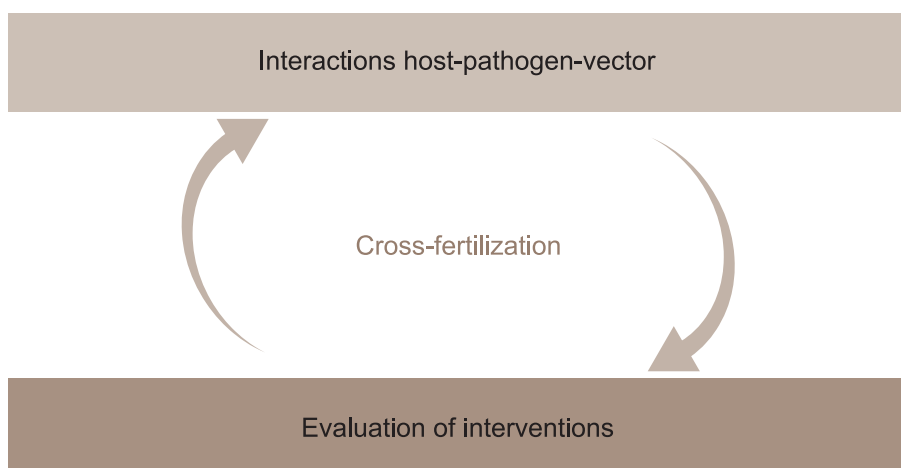 Interactions host-pathogen-vector
Cross-fertilization
Evaluation of interventions